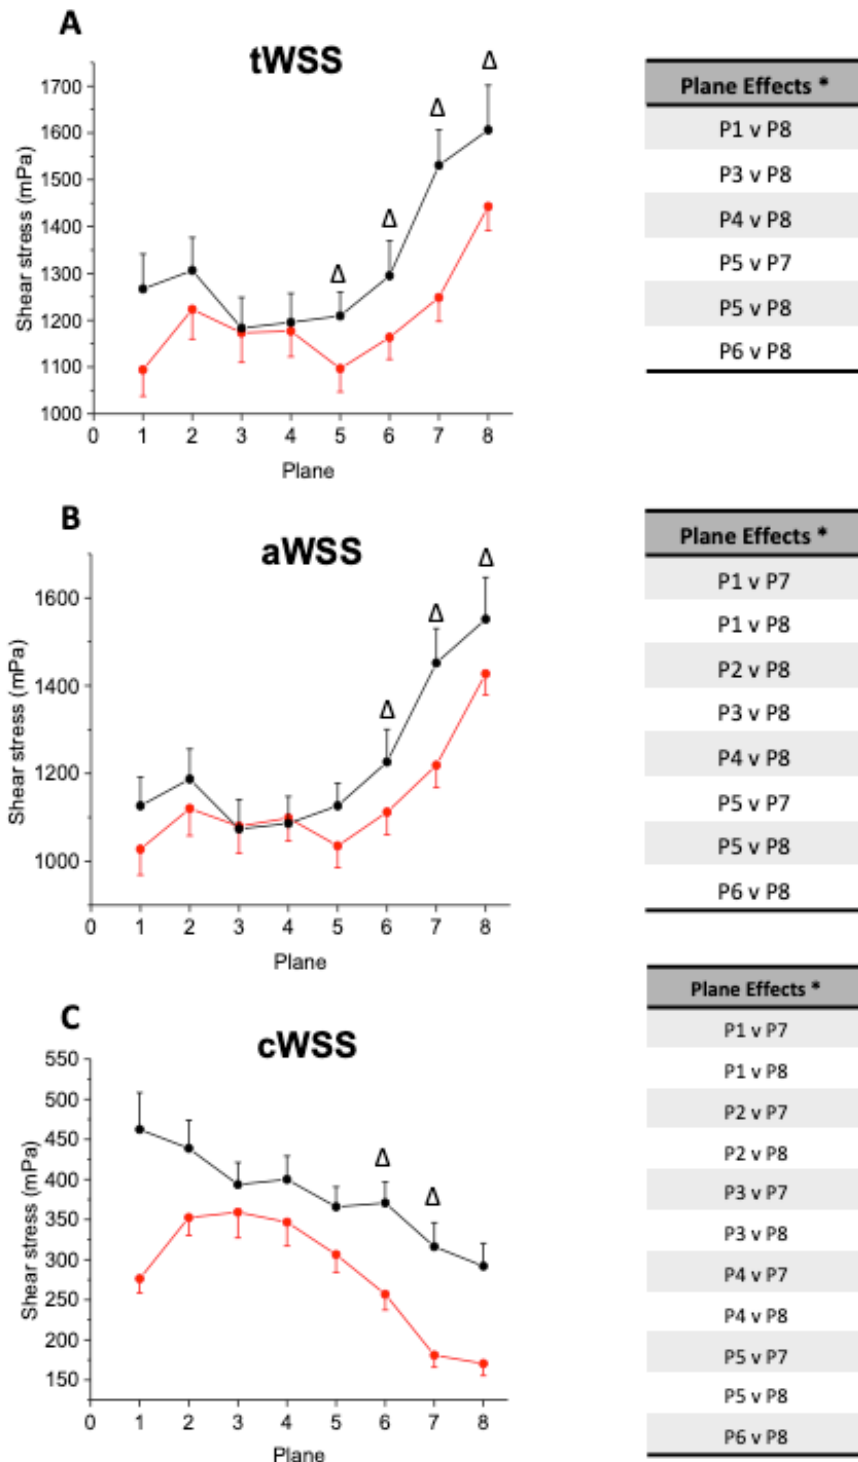 A
tWSS
Δ
Δ
Δ
Δ
1700
1600
1500
1400
1300
1200
1100
1000
Shear stress (mPa)
0 1 2 3 4 5 6 7 8
Plane
Plane Effects *
P1 v P8
P3 v P8
P4 v P8
P5 v P7
P5 v P8
P6 v P8
B
aWSS
Δ
Δ
Δ
1600
1400
1200
1000
Shear stress (mPa)
0 1 2 3 4 5 6 7 8
Plane
Plane Effects *
P1 v P7
P1 v P8
P2 v P8
P3 v P8
P4 v P8
P5 v P7
P5 v P8
P6 v P8
C
cWSS
Δ
Δ
550
500
450
400
350
300
250
200
150
Shear stress (mPa)
0 1 2 3 4 5 6 7 8
Plane
Plane Effects *
P1 v P7
P1 v P8
P2 v P7
P2 v P8
P3 v P7
P3 v P8
P4 v P7
P4 v P8
P5 v P7
P5 v P8
P6 v P8